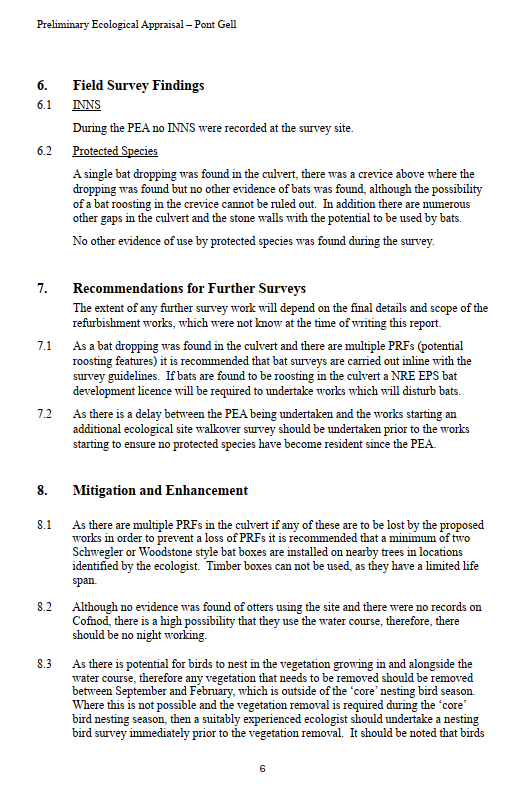 Preliminary Ecological Appraisal – Pont Gell
6. Field Survey Findings
6.1 INNS
During the PEA no INNS were recorded at the survey site.
6.2 Protected Species
A single bat dropping was found in the culvert, there was a crevice above where the
dropping was found but no other evidence of bats was found, although the possibility
of a bat roosting in the crevice cannot be ruled out. In addition there are numerous
other gaps in the culvert and the stone walls with the potential to be used by bats.
No other evidence of use by protected species was found during the survey.
7. Recommendations for Further Surveys
The extent of any further survey work will depend on the final details and scope of the
refurbishment works, which were not know at the time of writing this report.
7.1 As a bat dropping was found in the culvert and there are multiple PRFs (potential
roosting features) it is recommended that bat surveys are carried out inline with the
survey guidelines. If bats are found to be roosting in the culvert a NRE EPS bat
development licence will be required to undertake works which will disturb bats.
7.2 As there is a delay between the PEA being undertaken and the works starting an
additional ecological site walkover survey should be undertaken prior to the works
starting to ensure no protected species have become resident since the PEA.
8. Mitigation and Enhancement
8.1 As there are multiple PRFs in the culvert if any of these are to be lost by the proposed
works in order to prevent a loss of PRFs it is recommended that a minimum of two
Schwegler or Woodstone style bat boxes are installed on nearby trees in locations
identified by the ecologist. Timber boxes can not be used, as they have a limited life
span.
8.2 Although no evidence was found of otters using the site and there were no records on
Cofnod, there is a high possibility that they use the water course, therefore, there
should be no night working.
8.3 As there is potential for birds to nest in the vegetation growing in and alongside the
water course, therefore any vegetation that needs to be removed should be removed
between September and February, which is outside of the ‘core’ nesting bird season.
Where this is not possible and the vegetation removal is required during the ‘core’
bird nesting season, then a suitably experienced ecologist should undertake a nesting
bird survey immediately prior to the vegetation removal. It should be noted that birds
6